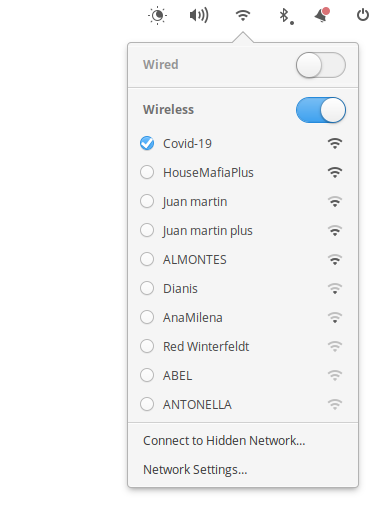 Wired
Wireless
Covid-19
HouseMafiaPlus
Juan martin
Juan martin plus
ALMONTES
Dianis
AnaMilena
Red Winterfeldt
ABEL
ANTONELLA
Connect to Hidden Network...
Network Settings...